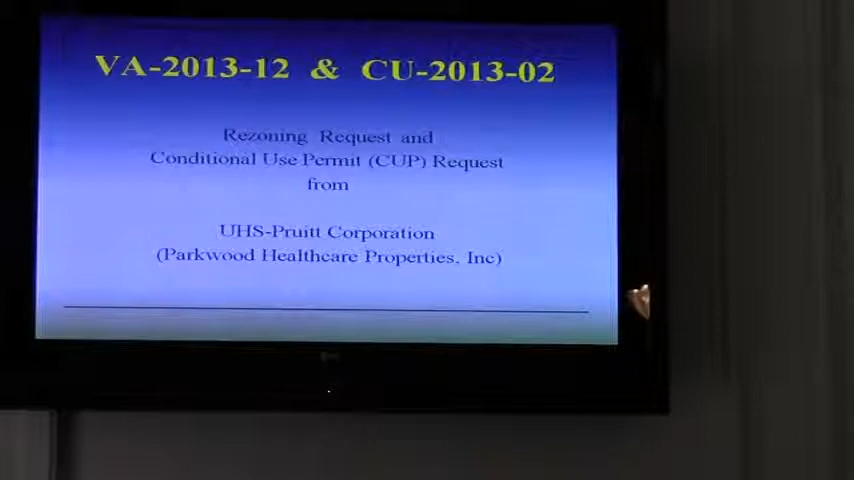 VA-2013-12 & CU-2013-02
Rezoning Request and
Conditional Use Permit (CUP) Request
from
UHS-Pruitt Corporation
(Parkwood Healthcare Properties, Inc)